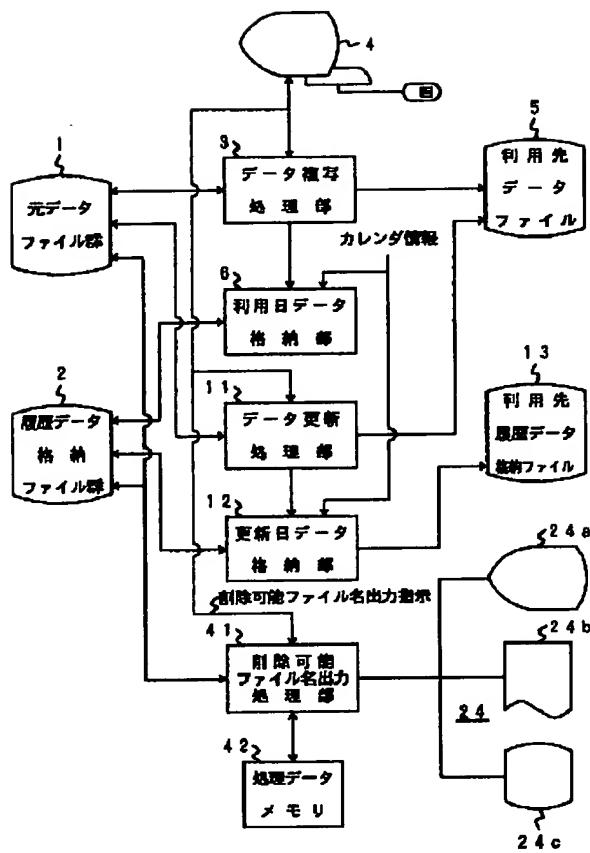 4
1
元データ
ファイル群
3
データ複写
処理部
5
利用先
データ
ファイル
カレンダ情報
6
利用日データ
格納部
2
履歴データ
格納
ファイル群
11
データ更新
処理部
13
利用先
履歴データ
格納ファイル
12
更新日データ
格納部
削除可能ファイル名出力指示
41
削除可能
ファイル名出力
処理部
42
処理データ
メモリ
24a
24b
24
24c